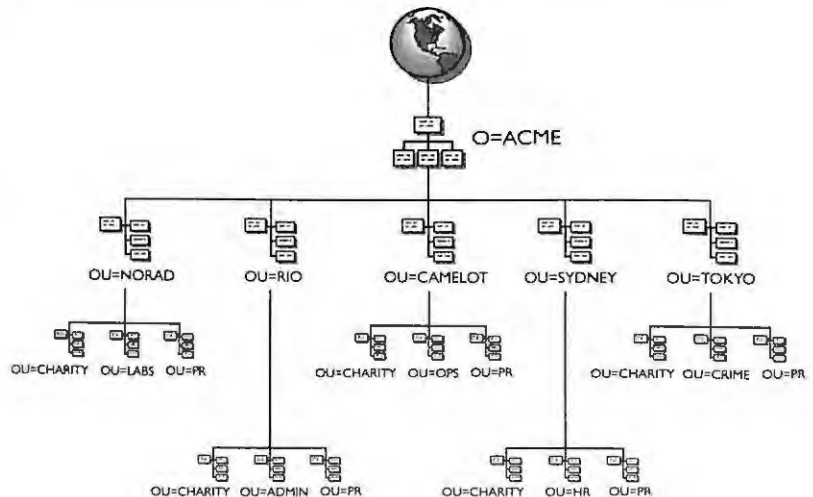 O=ACME
OU=NORAD OU=RIO OU=CAMELOT OU=SYDNEY OU=TOKYO
OU=CHARITY OU=LABS OU=PR OU=CHARITY OU=OPS OU=PR OU=CHARITY OU=CRIME OU=PR
OU=CHARITY OU=ADMIN OU=PR OU=CHARITY OU=HR OU=PR